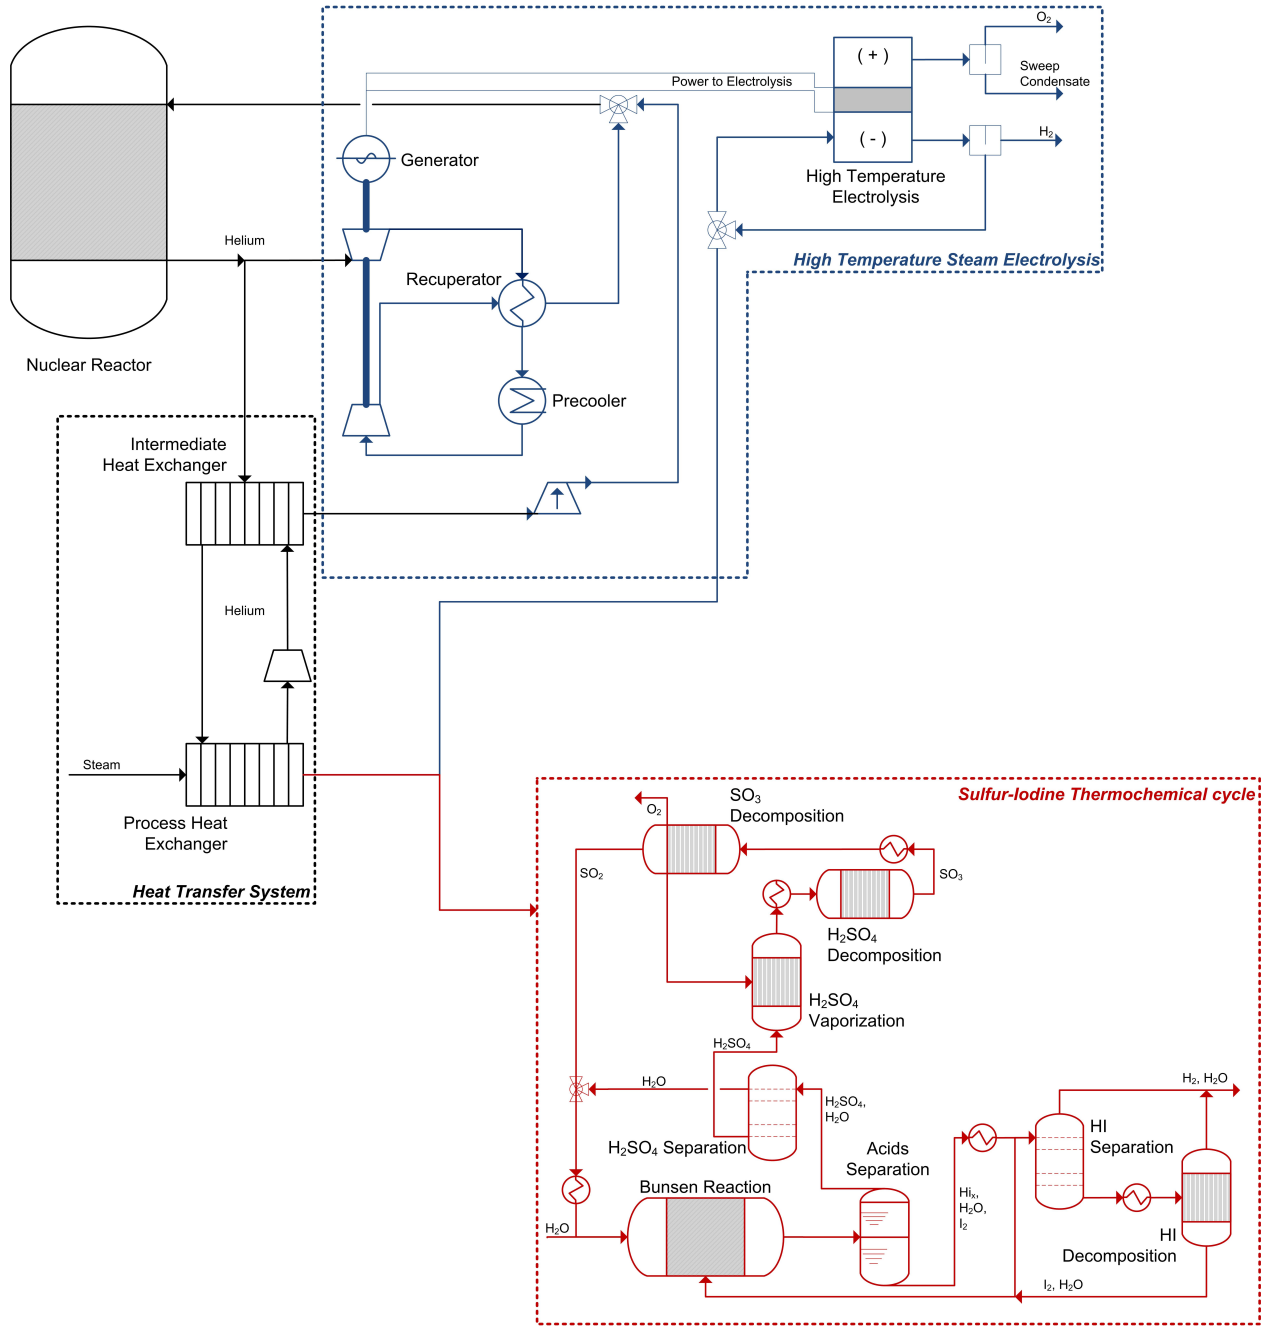 O2
Sweep
Condensate
Power to Electrolysis
( + )
( - )
H2
Generator
High Temperature
Electrolysis
Helium
High Temperature Steam Electrolysis
Recuperator
Nuclear Reactor
Precooler
Intermediate
Heat Exchanger
Helium
Steam
Process Heat
Exchanger
Heat Transfer System
Sulfur-Iodine Thermochemical cycle
O2
SO3
Decomposition
SO2
SO3
H2SO4
Decomposition
H2SO4
Vaporization
H2SO4
H2O
H2SO4,
H2O
H2, H2O
H2SO4 Separation
Acids
Separation
HI
Separation
Bunsen Reaction
Hix,
H2O,
I2
H2O
HI
Decomposition
I2, H2O